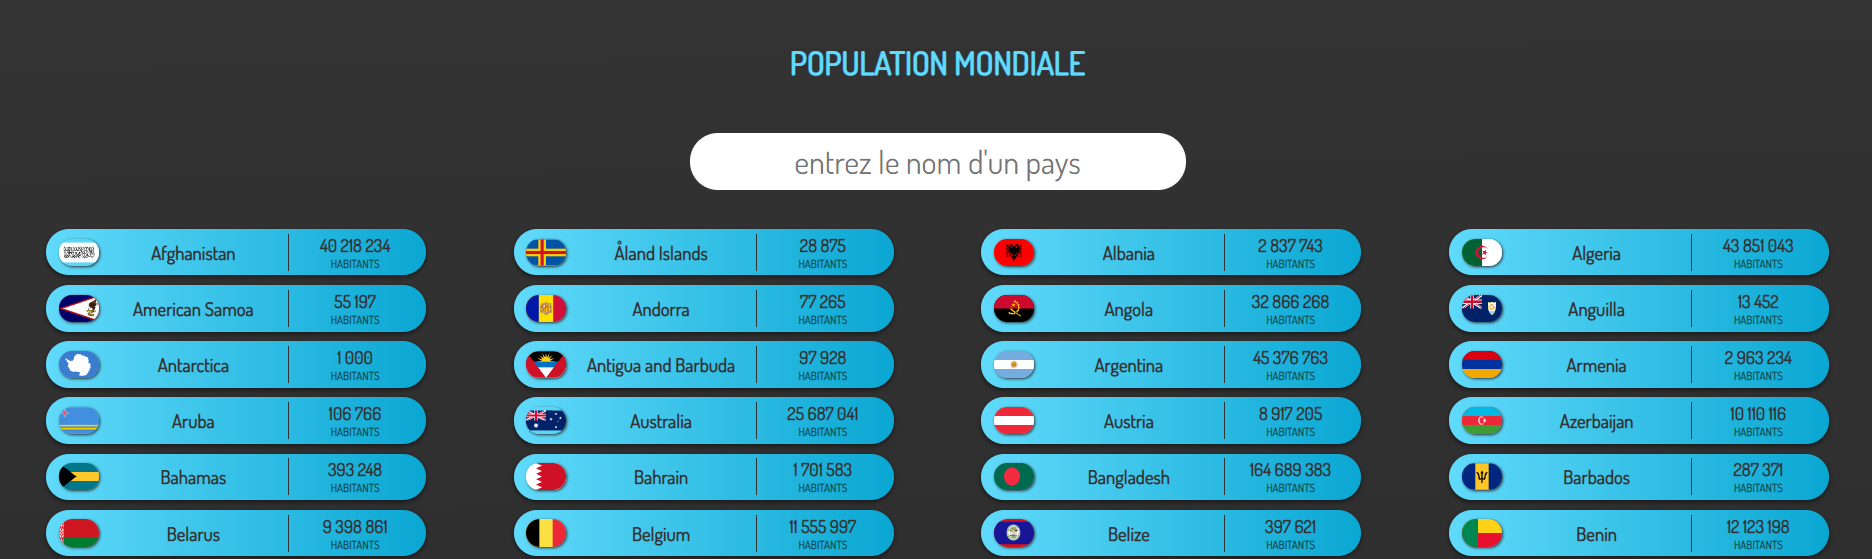 POPULATION MONDIALE
entrez le nom d'un pays
Afghanistan
40 218 234
HABITANTS
Åland Islands
28 875
HABITANTS
Albania
2 837 743
HABITANTS
Algeria
43 851 043
HABITANTS
American Samoa
55 197
HABITANTS
Andorra
77 265
HABITANTS
Angola
32 866 268
HABITANTS
Anguilla
13 452
HABITANTS
Antarctica
1 000
HABITANTS
Antigua and Barbuda
97 928
HABITANTS
Argentina
45 376 763
HABITANTS
Armenia
2 963 234
HABITANTS
Aruba
106 766
HABITANTS
Australia
25 687 041
HABITANTS
Austria
8 917 205
HABITANTS
Azerbaijan
10 110 116
HABITANTS
Bahamas
393 248
HABITANTS
Bahrain
1 701 583
HABITANTS
Bangladesh
164 689 383
HABITANTS
Barbados
287 371
HABITANTS
Belarus
9 398 861
HABITANTS
Belgium
11 555 997
HABITANTS
Belize
397 621
HABITANTS
Benin
12 123 198
HABITANTS